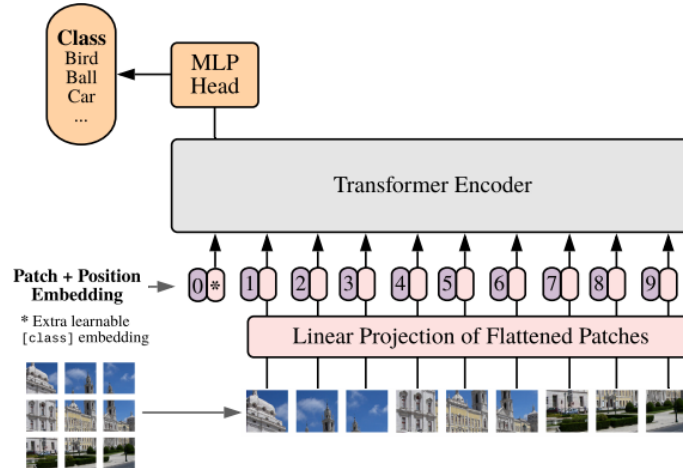 Class
Bird
Ball
Car
...
MLP
Head
Transformer Encoder
Patch + Position
Embedding
0 * 1 2 3 4 5 6 7 8 9
* Extra learnable
[class] embedding
Linear Projection of Flattened Patches